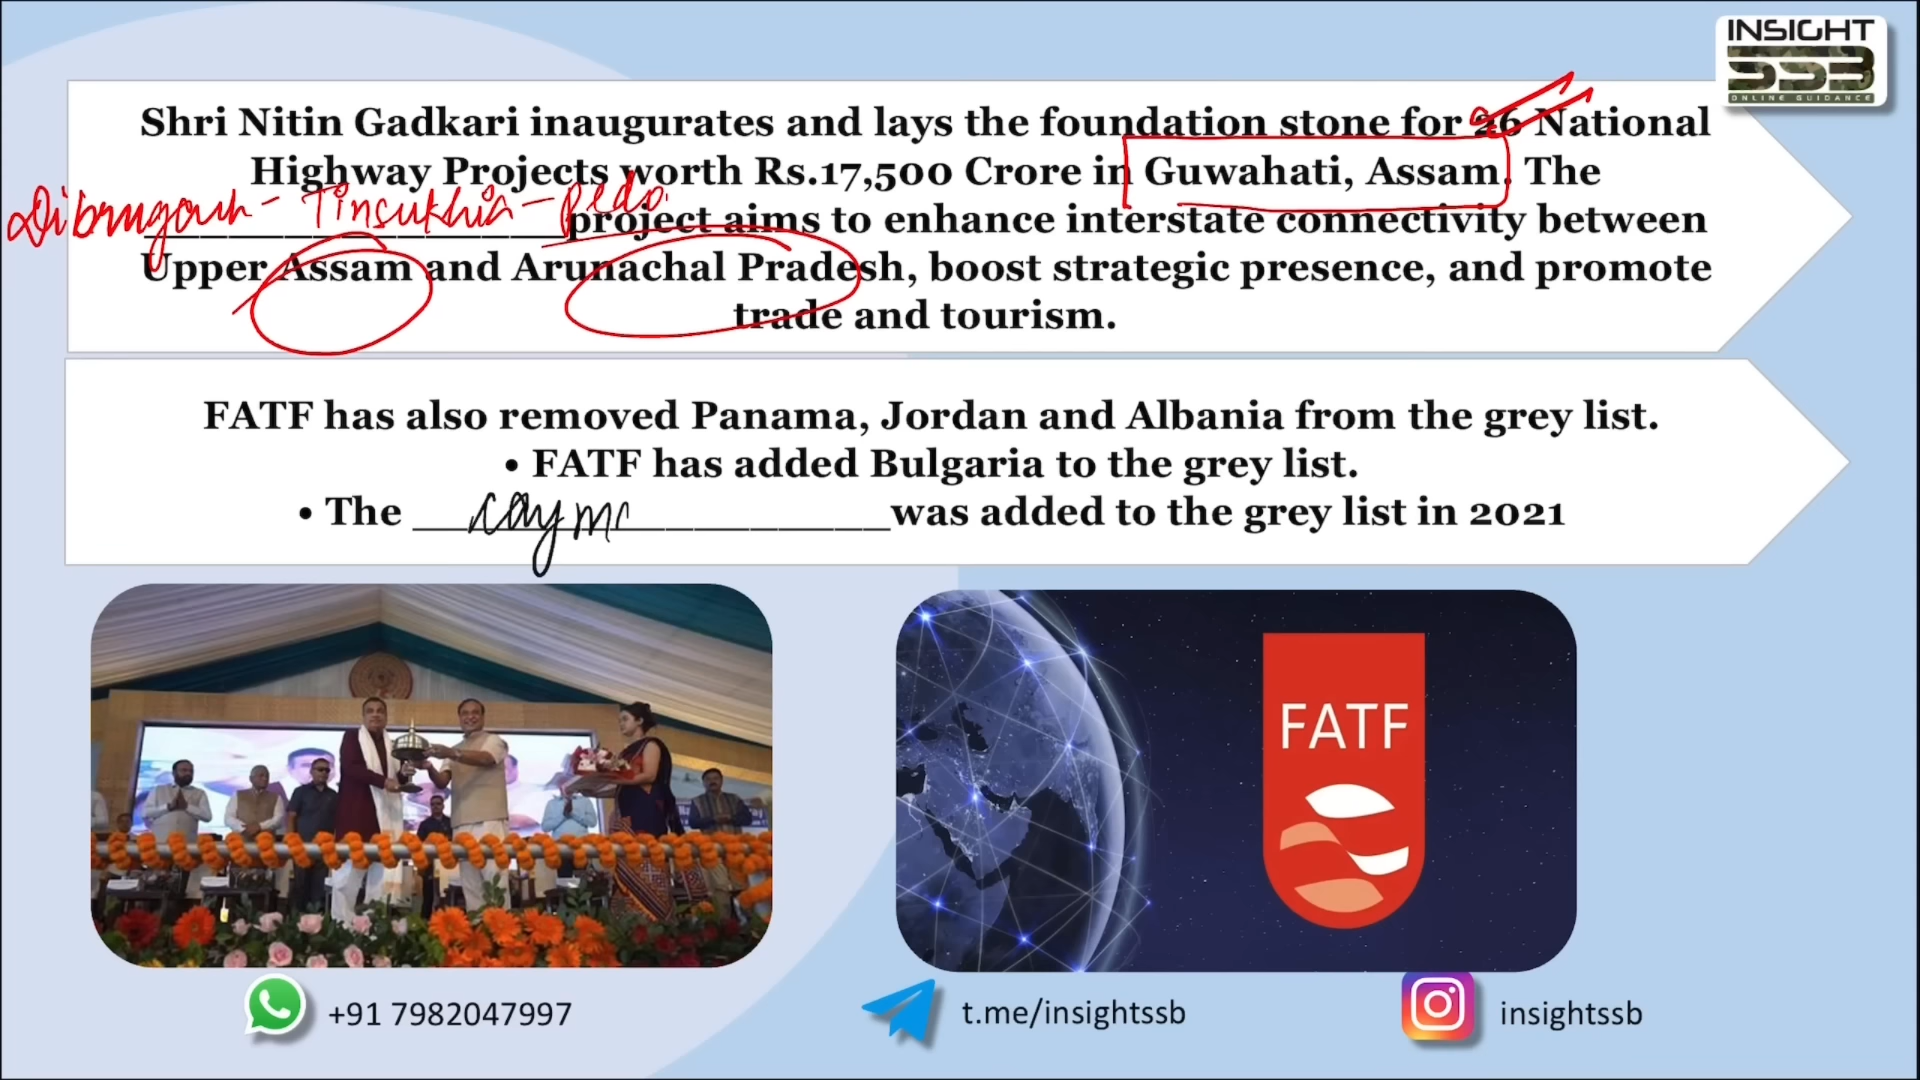 INSIGHT
SSB
ONLINE GUIDANCE
Shri Nitin Gadkari inaugurates and lays the foundation stone for 26 National
Highway Projects worth Rs.17,500 Crore in Guwahati, Assam. The
Dibrugarh - Tinsukhia - Ledo project aims to enhance interstate connectivity between
Upper Assam and Arunachal Pradesh, boost strategic presence, and promote
trade and tourism.
FATF has also removed Panama, Jordan and Albania from the grey list.
• FATF has added Bulgaria to the grey list.
• The caym was added to the grey list in 2021
FATF
+91 7982047997
t.me/insightssb
insightssb